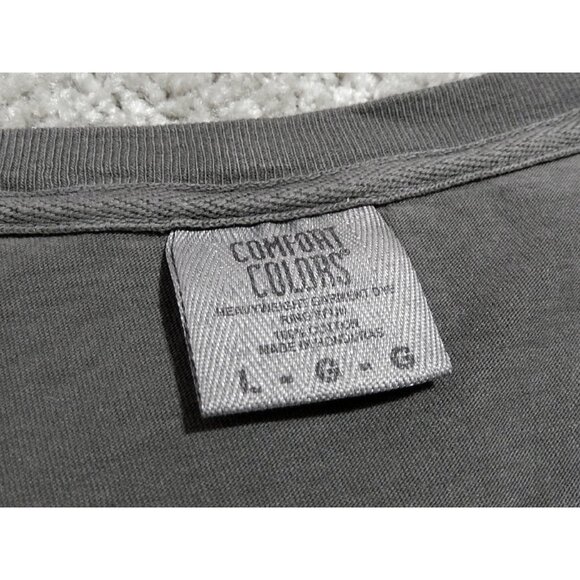 COMFORT
COLORS®
HEAVYWEIGHT GARMENT DYE
RING SPUN
100% COTTON
MADE IN HONDURAS
L - G - G